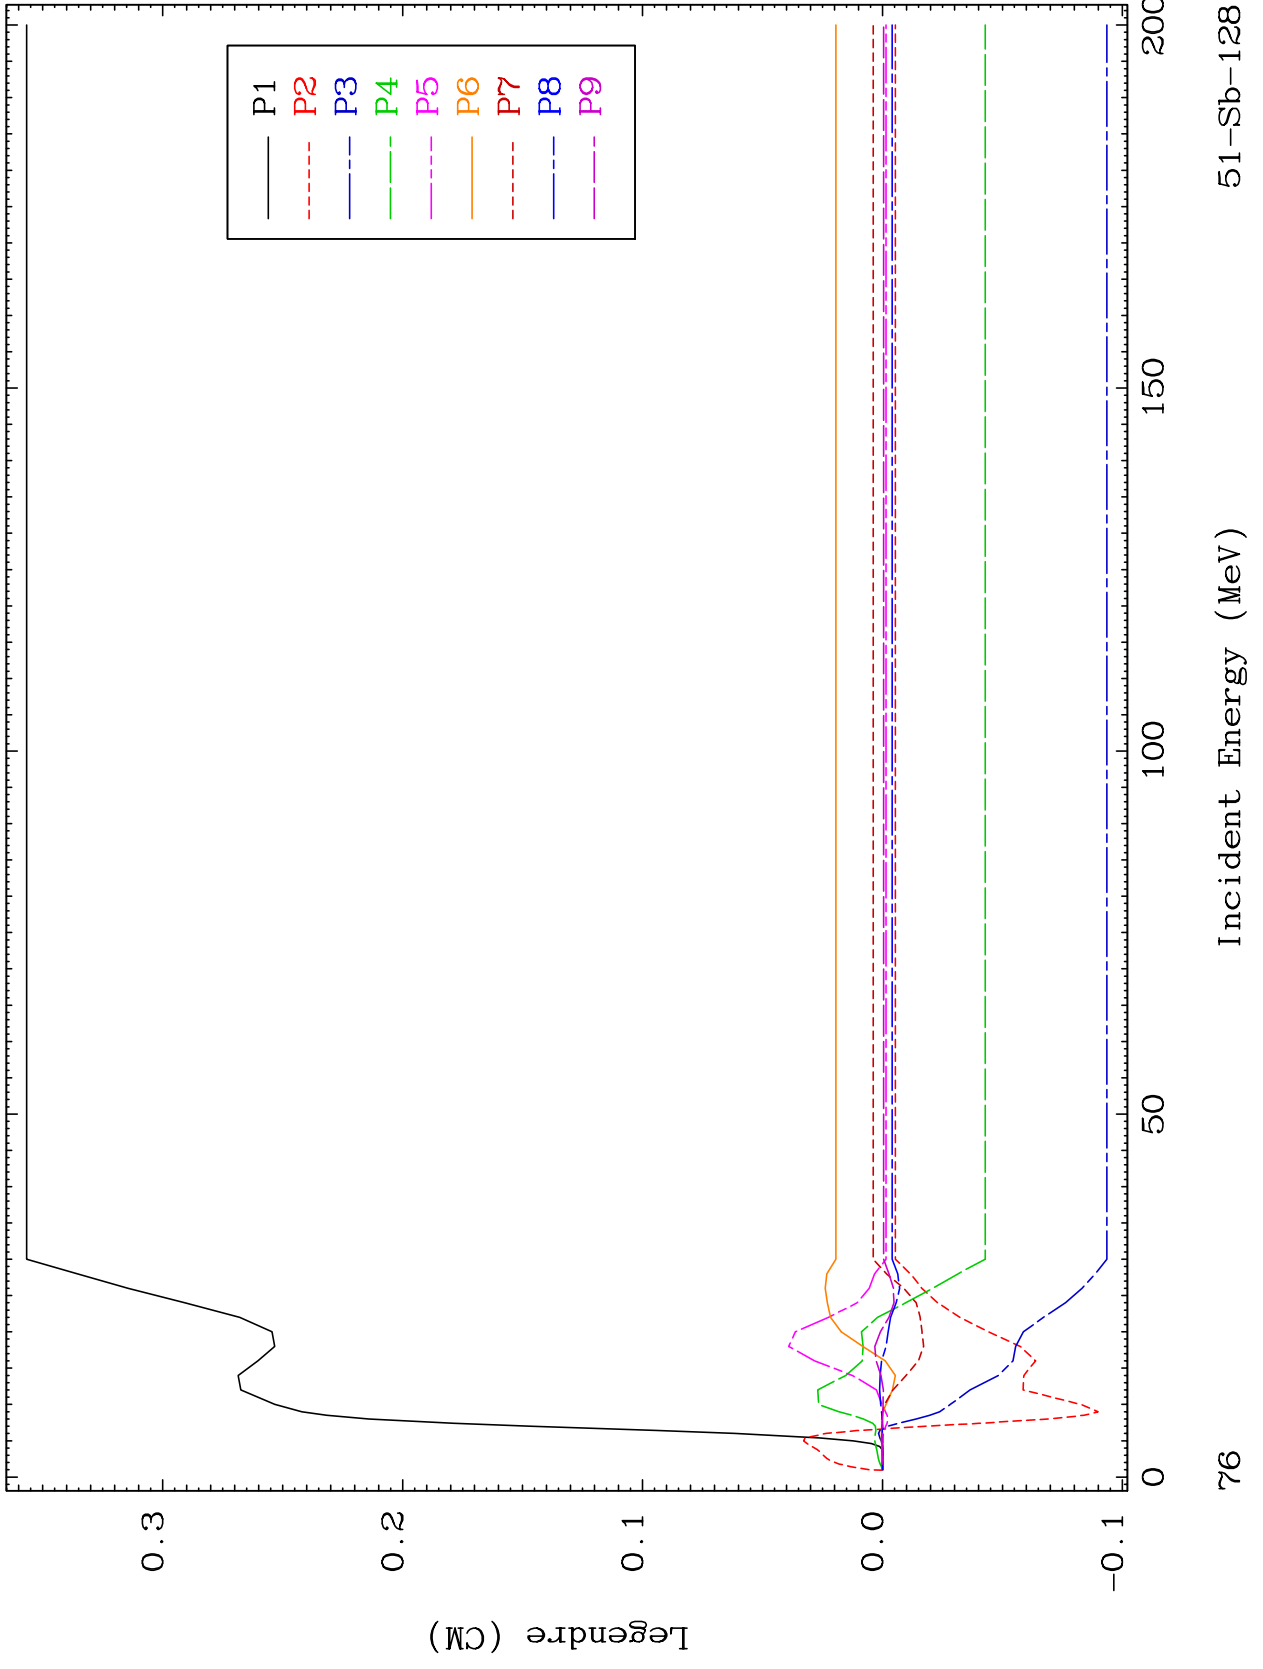 P1
P2
P3
P4
P5
P6
P7
P8
P9
0.3
0.2
0.1
0.0
-0.1
Legendre (CM)
0
50
100
150
200
Incident Energy (MeV)
76
51-Sb-128